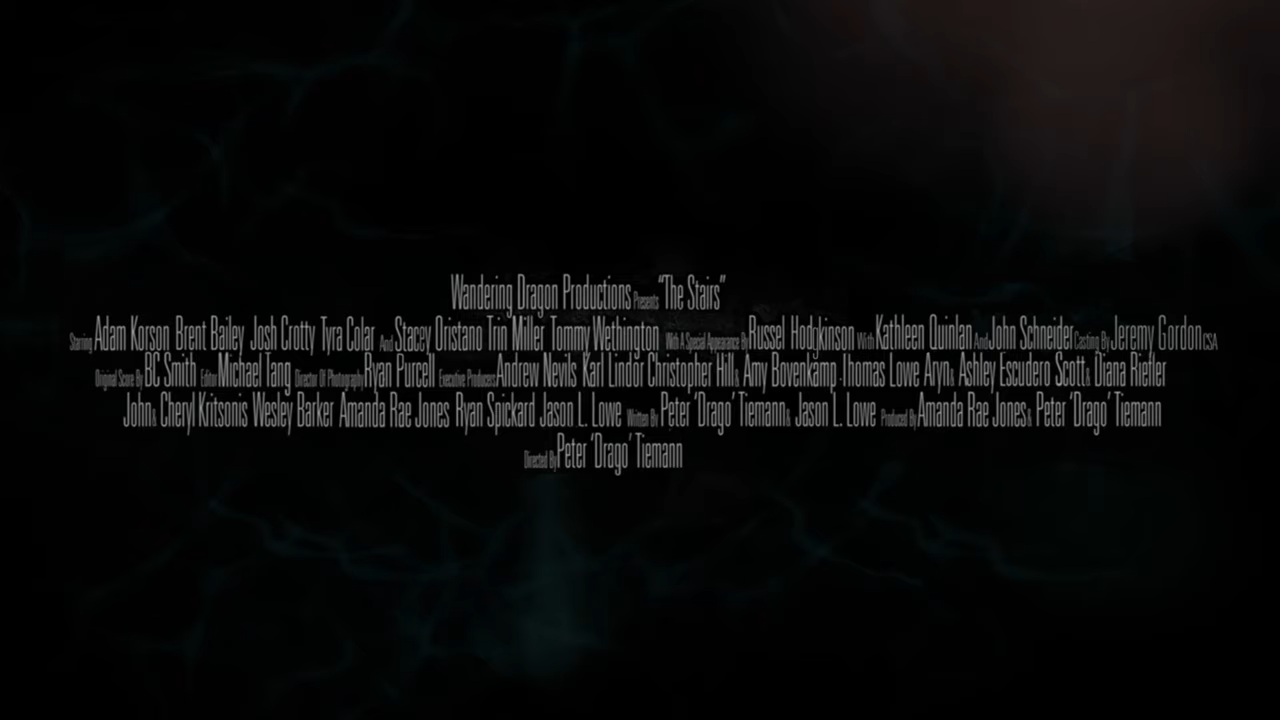 Wandering Dragon Productions Presents "The Stairs"
Starring Adam Korson Brent Bailey Josh Crotty Tyra Colar And Stacey Oristano Trin Miller Tommy Wethington With A Special Appearance By Russel Hodgkinson With Kathleen Quinlan And John Schneider Casting By Jeremy Gordon CSA
Original Score By BC Smith Editor Michael Tang Director Of Photography Ryan Purcell Executive Producers Andrew Nevils Karl Lindor Christopher Hill & Amy Bovenkamp Thomas Lowe Aryn & Ashley Escudero Scott & Diana Riefler
John & Cheryl Kritsonis Wesley Barker Amanda Rae Jones Ryan Spickard Jason L. Lowe Written By Peter 'Drago' Tiemann & Jason L. Lowe Produced By Amanda Rae Jones & Peter 'Drago' Tiemann
Directed By Peter 'Drago' Tiemann